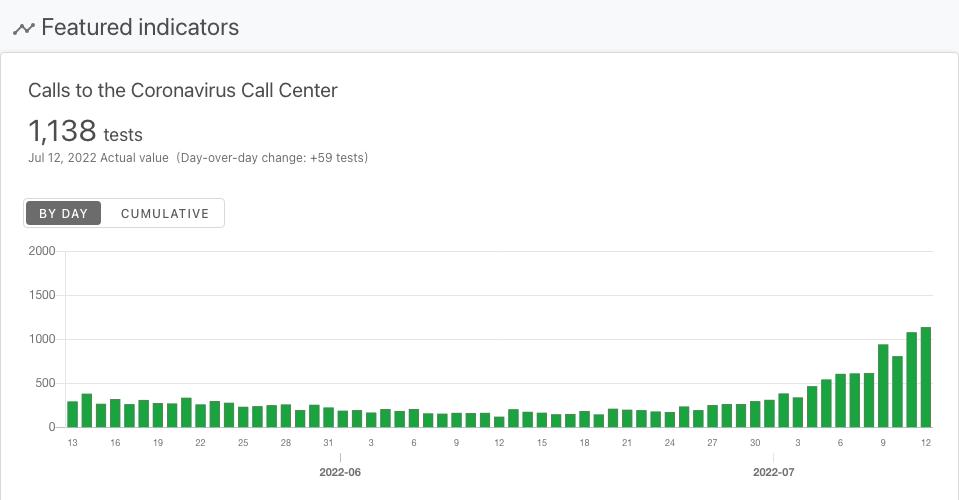 Featured indicators
Calls to the Coronavirus Call Center
1,138 tests
Jul 12, 2022 Actual value (Day-over-day change: +59 tests)
BY DAY CUMULATIVE
2000
1500
1000
500
0
13 16 19 22 25 28 31 3 6 9 12 15 18 21 24 27 30 3 6 9 12
2022-06 2022-07